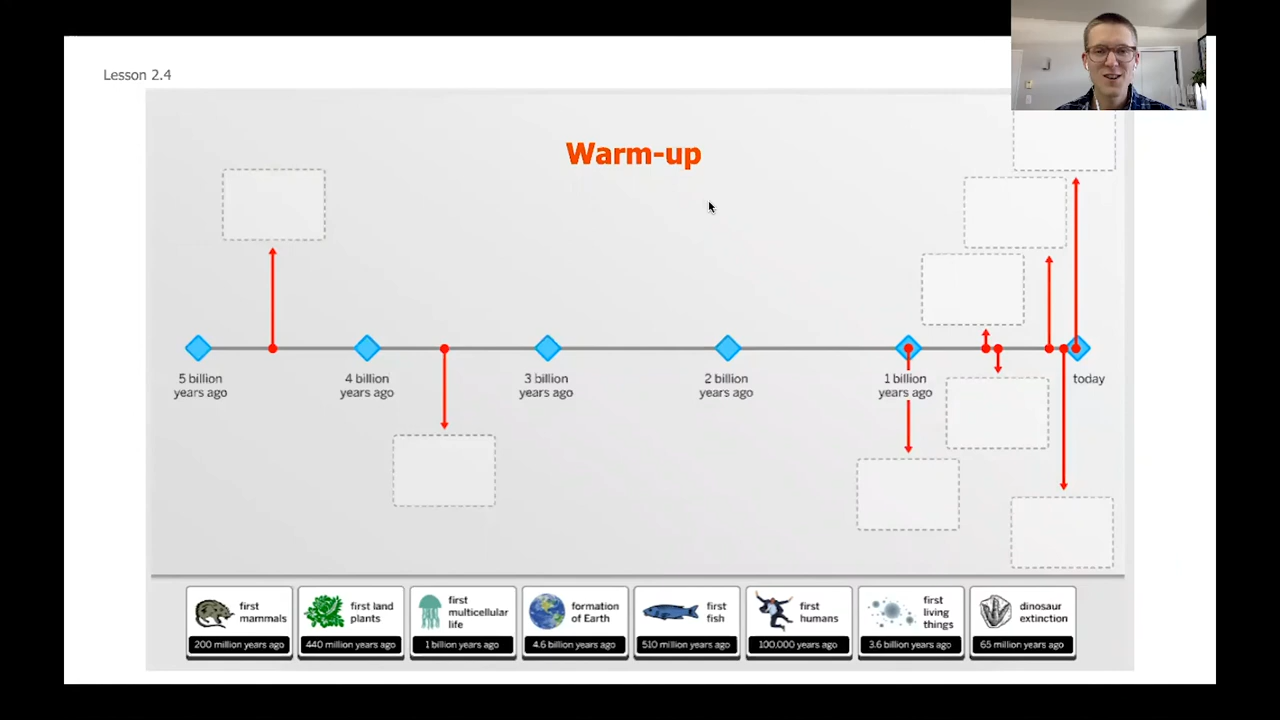 Lesson 2.4
Warm-up
5 billion
years ago
4 billion
years ago
3 billion
years ago
2 billion
years ago
1 billion
years ago
today
first
mammals
200 million years ago
first land
plants
440 million years ago
first
multicellular
life
1 billion years ago
formation
of Earth
4.6 billion years ago
first
fish
510 million years ago
first
humans
100,000 years ago
first
living
things
3.6 billion years ago
dinosaur
extinction
65 million years ago